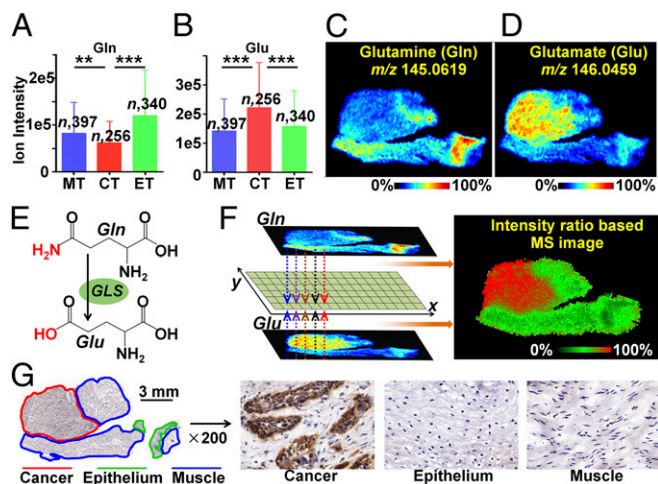 A
Gln
** ***
Ion Intensity
2e5
1e5
0
n,397
n,256
n,340
MT CT ET
B
Glu
*** ***
2e5
1e5
0
n,397
n,256
n,340
MT CT ET
C
Glutamine (Gln)
m/z 145.0619
0% 100%
D
Glutamate (Glu)
m/z 146.0459
0% 100%
E
O O
H₂N Gln OH
NH₂
GLS
O O
HO Glu OH
NH₂
F
Gln
y
x
Glu
Intensity ratio based
MS image
0% 100%
G
3 mm
×200
Cancer Epithelium Muscle
Cancer Epithelium Muscle